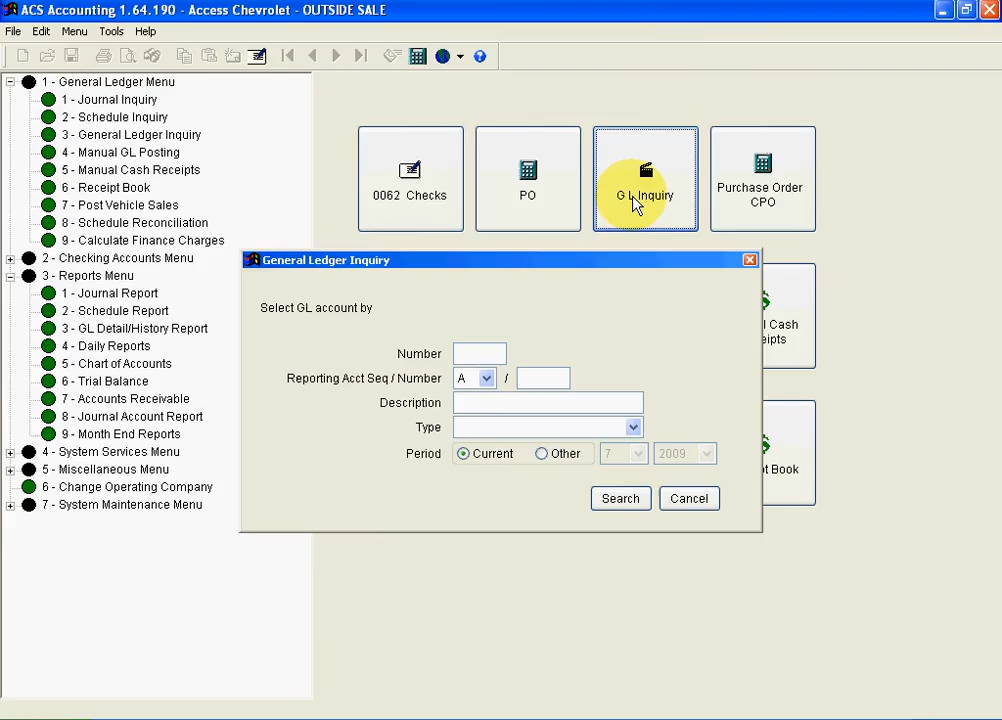 ACS Accounting 1.64.190 - Access Chevrolet - OUTSIDE SALE
File Edit Menu Tools Help
1 - General Ledger Menu
1 - Journal Inquiry
2 - Schedule Inquiry
3 - General Ledger Inquiry
4 - Manual GL Posting
5 - Manual Cash Receipts
6 - Receipt Book
7 - Post Vehicle Sales
8 - Schedule Reconciliation
9 - Calculate Finance Charges
2 - Checking Accounts Menu
3 - Reports Menu
1 - Journal Report
2 - Schedule Report
3 - GL Detail/History Report
4 - Daily Reports
5 - Chart of Accounts
6 - Trial Balance
7 - Accounts Receivable
8 - Journal Account Report
9 - Month End Reports
4 - System Services Menu
5 - Miscellaneous Menu
6 - Change Operating Company
7 - System Maintenance Menu
0062 Checks
PO
G L Inquiry
Purchase Order
CPO
l Cash
eipts
pt Book
General Ledger Inquiry
Select GL account by
Number
Reporting Acct Seq / Number A /
Description
Type
Period Current Other 7 2009
Search Cancel